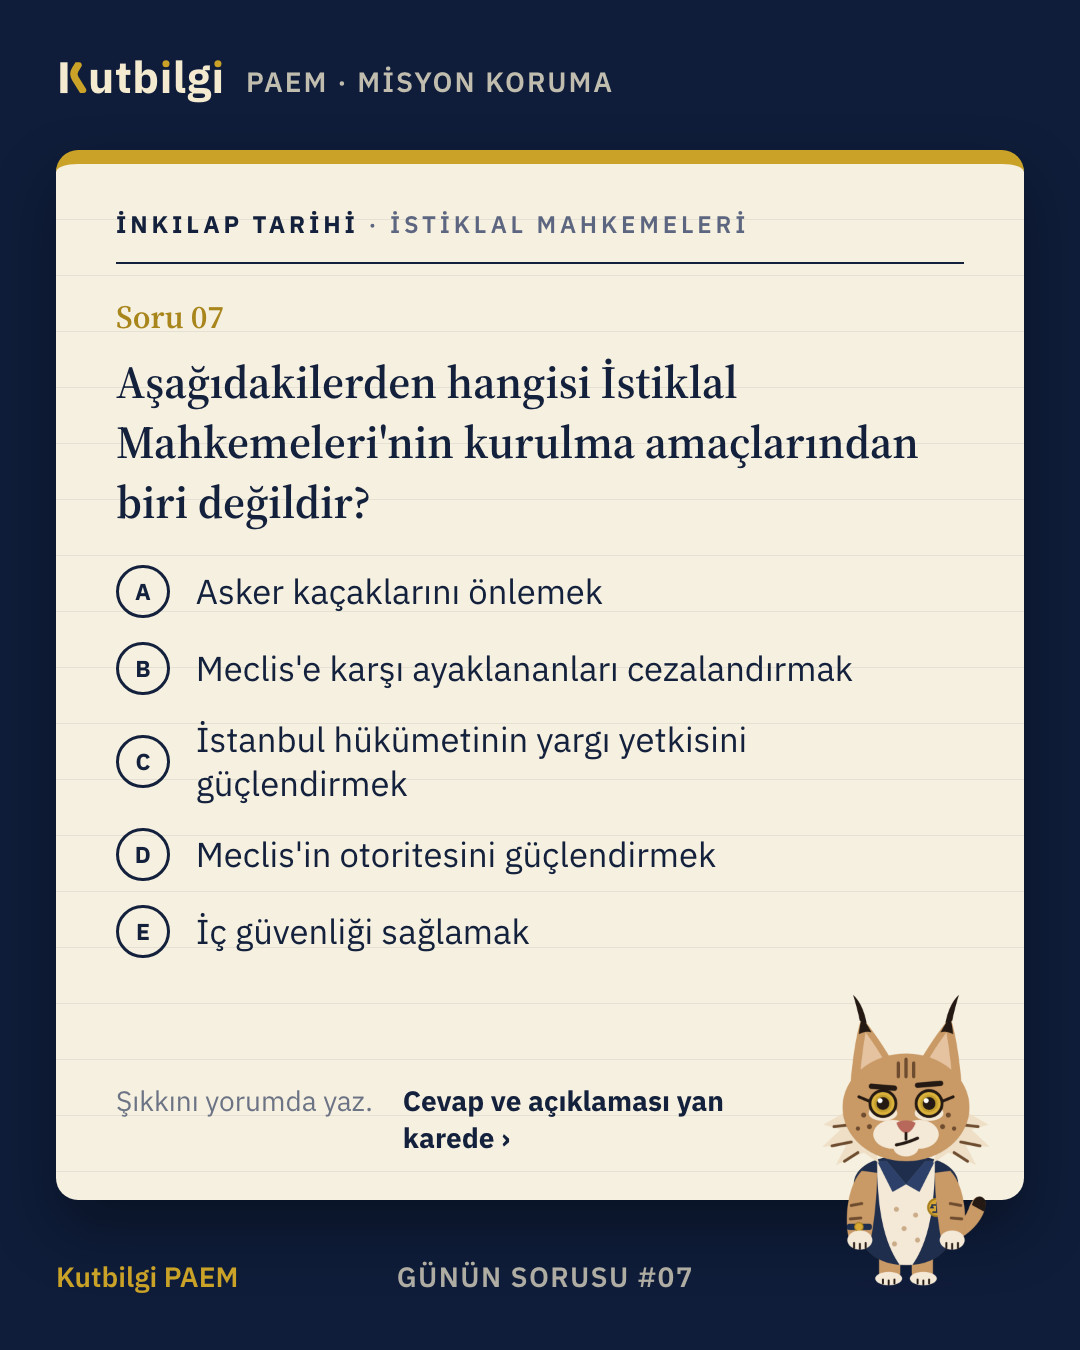 Kutbilgi PAEM · MİSYON KORUMA
İNKILAP TARİHİ · İSTİKLAL MAHKEMELERİ
Soru 07
Aşağıdakilerden hangisi İstiklal
Mahkemeleri'nin kurulma amaçlarından
biri değildir?
A Asker kaçaklarını önlemek
B Meclis'e karşı ayaklananları cezalandırmak
C İstanbul hükümetinin yargı yetkisini
güçlendirmek
D Meclis'in otoritesini güçlendirmek
E İç güvenliği sağlamak
Şıkkını yorumda yaz. Cevap ve açıklaması yan
karede ›
Kutbilgi PAEM GÜNÜN SORUSU #07